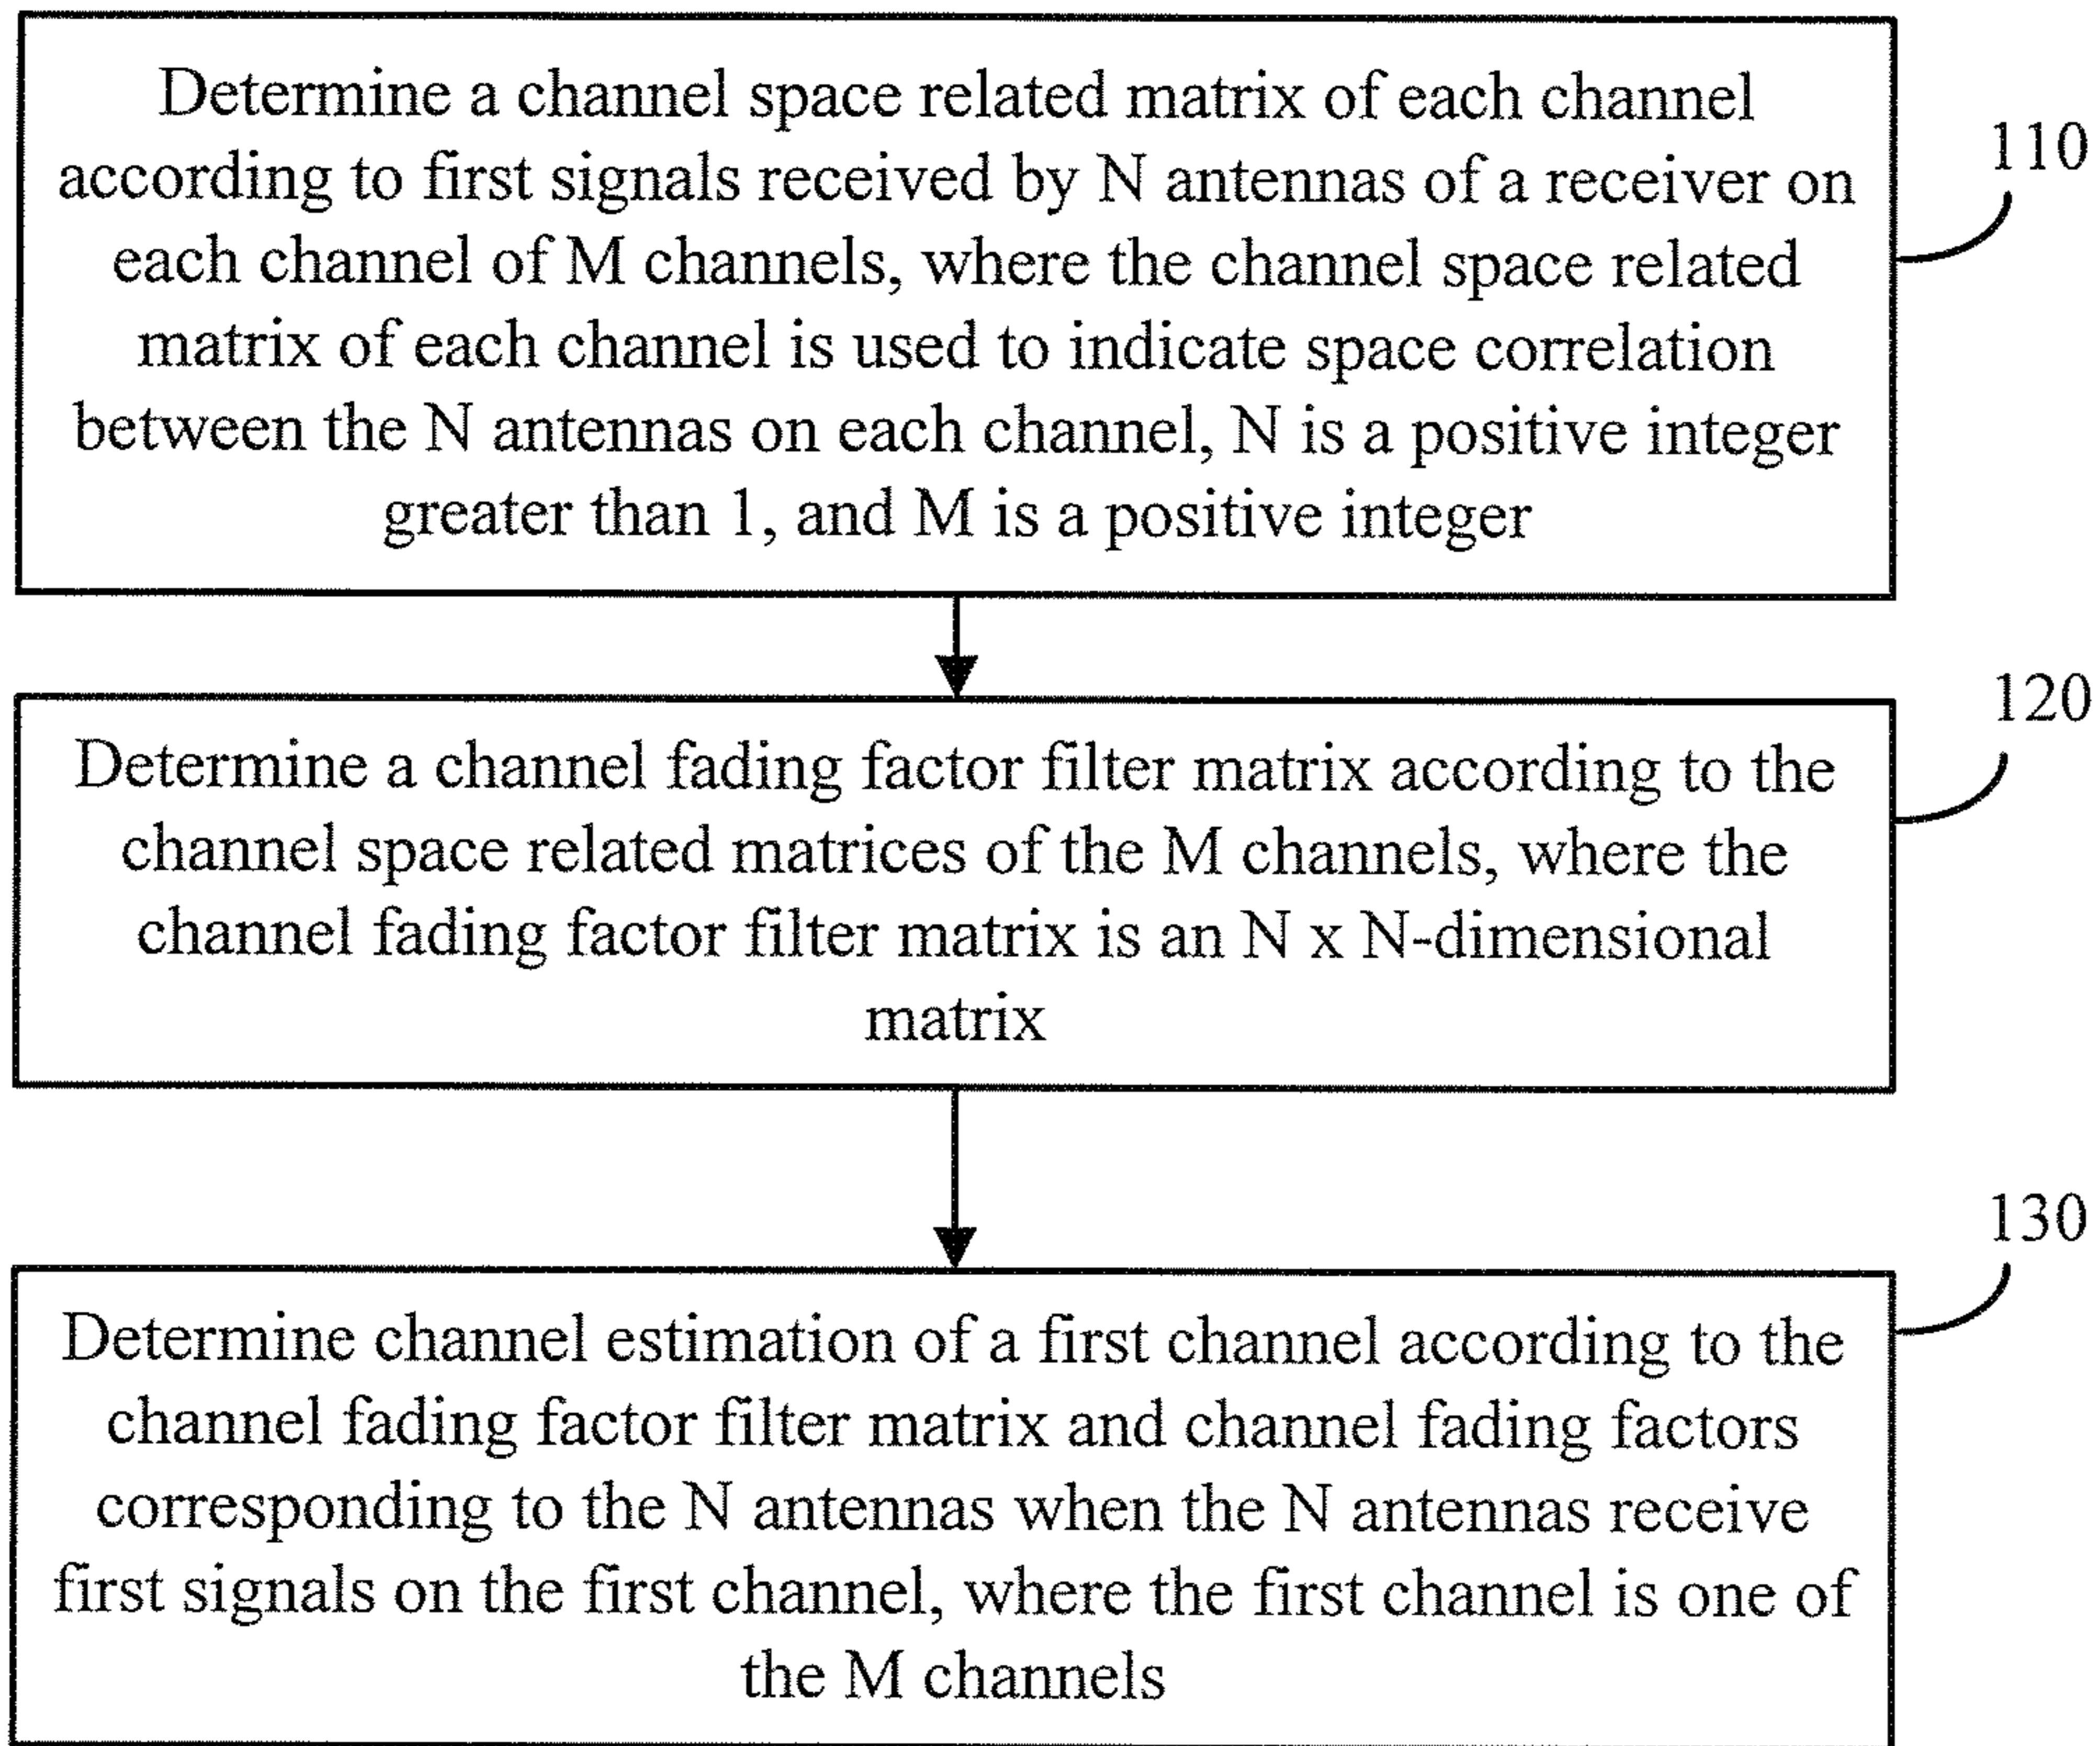 Determine a channel space related matrix of each channel
according to first signals received by N antennas of a receiver on
each channel of M channels, where the channel space related
matrix of each channel is used to indicate space correlation
between the N antennas on each channel, N is a positive integer
greater than 1, and M is a positive integer
110
Determine a channel fading factor filter matrix according to the
channel space related matrices of the M channels, where the
channel fading factor filter matrix is an N x N-dimensional
matrix
120
Determine channel estimation of a first channel according to the
channel fading factor filter matrix and channel fading factors
corresponding to the N antennas when the N antennas receive
first signals on the first channel, where the first channel is one of
the M channels
130